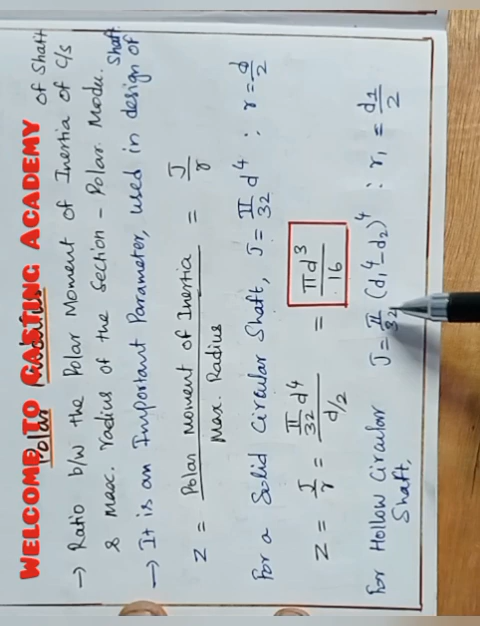 WELCOME TO CASTING ACADEMY
Polar Modulus of Shaft
→ Ratio b/w the Polar Moment of Inertia of C/s
& Max. radius of the Section - Polar. Modu.
→ It is an Important Parameter, used in design of shaft
Z = Polar Moment of Inertia / Max. Radius = J/r
For a Solid Circular Shaft, J = π/32 d⁴ ; r = d/2
Z = J/r = π/32 d⁴ / d/2 = πd³/16
For Hollow Circular Shaft, J = π/32 (d₁⁴-d₂)⁴ ; r₁ = d₁/2